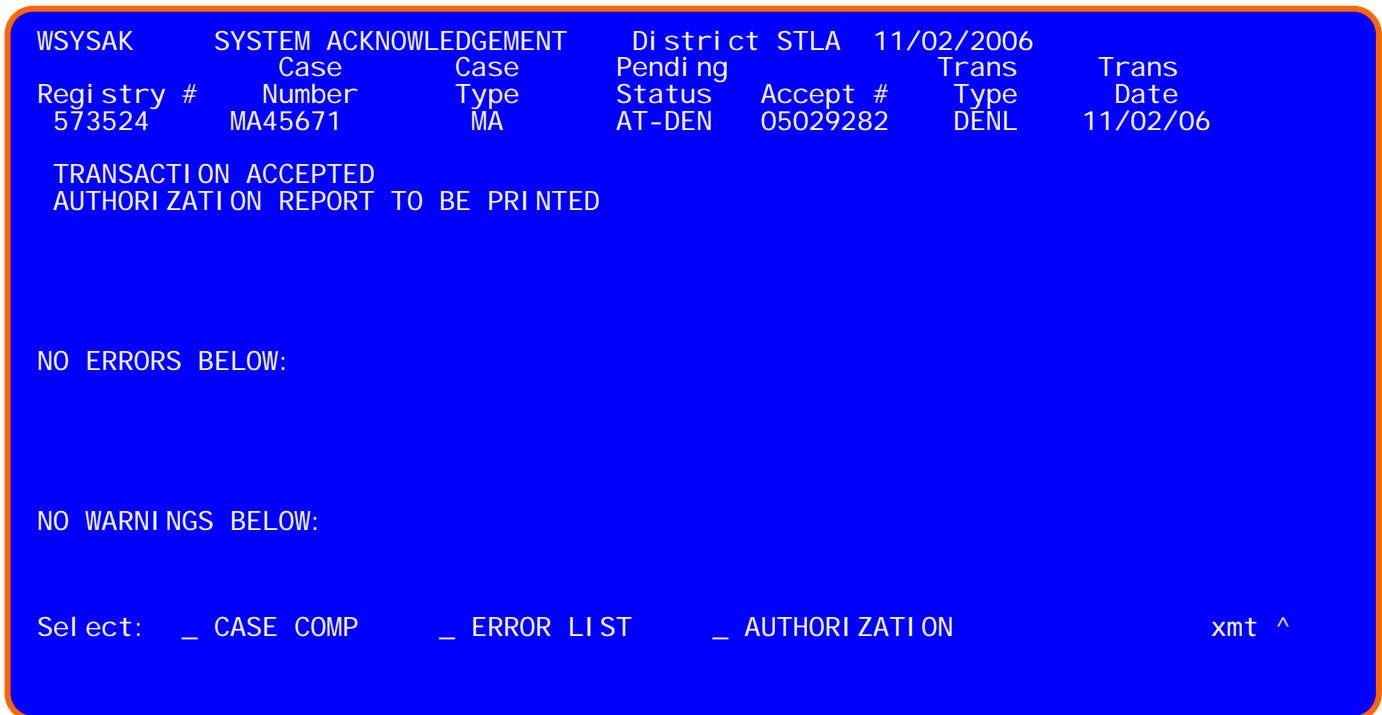 WSYSAK SYSTEM ACKNOWLEDGEMENT District STLA 11/02/2006
Case Case Pending Trans Trans
Registry # Number Type Status Accept # Type Date
573524 MA45671 MA AT-DEN 05029282 DENL 11/02/06
TRANSACTION ACCEPTED
AUTHORIZATION REPORT TO BE PRINTED
NO ERRORS BELOW:
NO WARNINGS BELOW:
Select: _ CASE COMP _ ERROR LIST _ AUTHORIZATION xmt ^